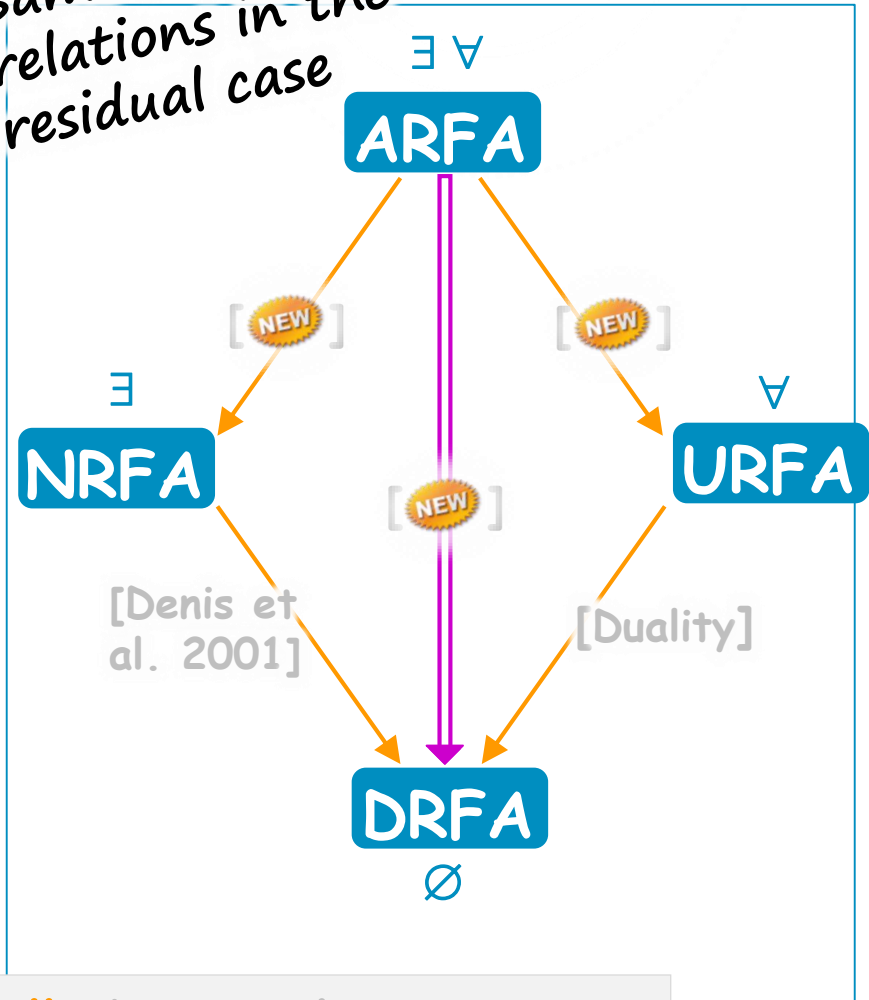 relations in the
residual case
∃ ∀
ARFA
[NEW]
[NEW]
∃
∀
NRFA
URFA
[NEW]
[Denis et
al. 2001]
[Duality]
DRFA
∅